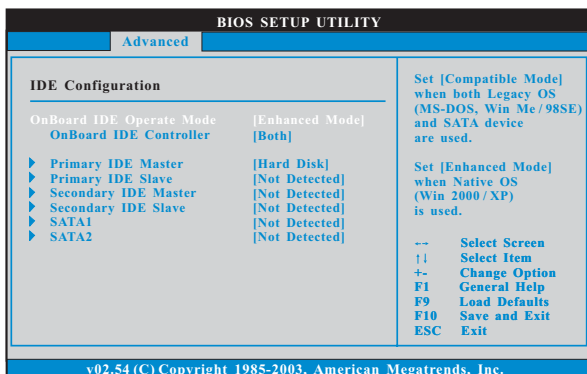 BIOS SETUP UTILITY
Advanced
IDE Configuration
OnBoard IDE Operate Mode [Enhanced Mode]
OnBoard IDE Controller [Both]
Primary IDE Master [Hard Disk]
Primary IDE Slave [Not Detected]
Secondary IDE Master [Not Detected]
Secondary IDE Slave [Not Detected]
SATA1 [Not Detected]
SATA2 [Not Detected]
Set [Compatible Mode]
when both Legacy OS
(MS-DOS, Win Me / 98SE)
and SATA device
are used.
Set [Enhanced Mode]
when Native OS
(Win 2000 / XP)
is used.
←→ Select Screen
↑↓ Select Item
+- Change Option
F1 General Help
F9 Load Defaults
F10 Save and Exit
ESC Exit
v02.54 (C) Copyright 1985-2003, American Megatrends, Inc.